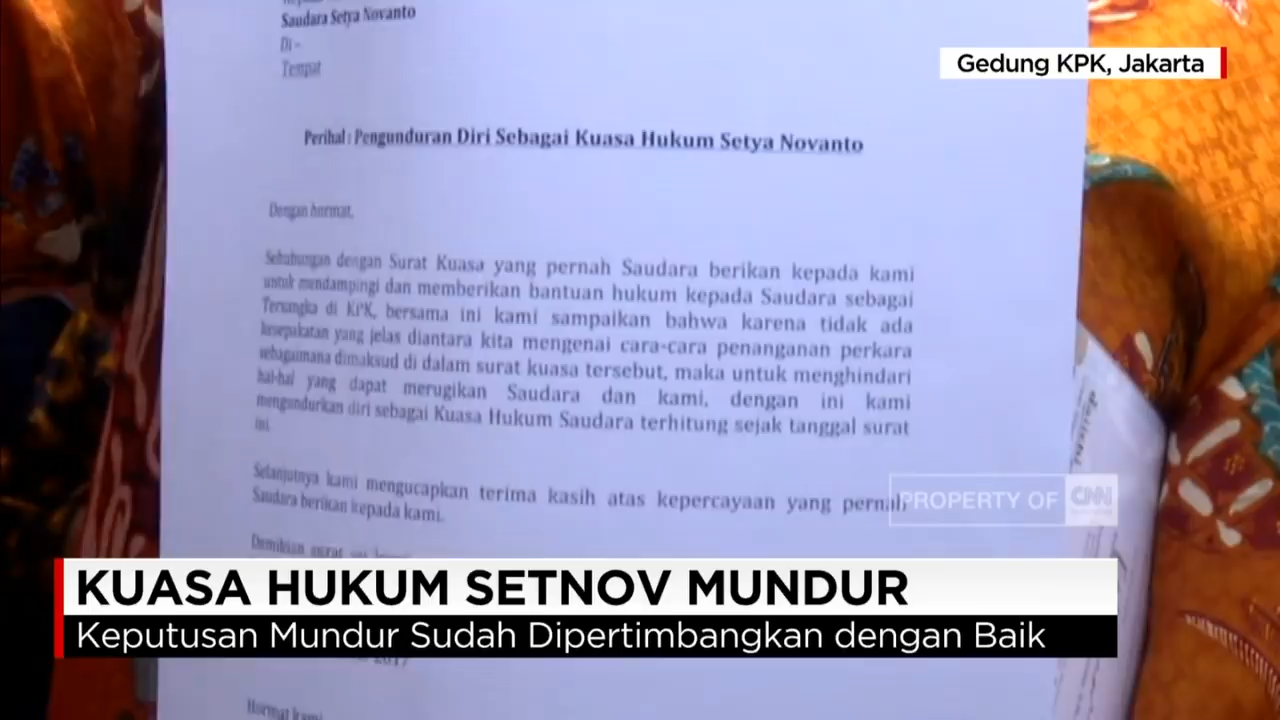 Saudara Setya Novanto
Di -
Tempat
Gedung KPK, Jakarta
Perihal : Pengunduran Diri Sebagai Kuasa Hukum Setya Novanto
Dengan hormat,
Sehubungan dengan Surat Kuasa yang pernah Saudara berikan kepada kami
untuk mendampingi dan memberikan bantuan hukum kepada Saudara sebagai
Tersangka di KPK, bersama ini kami sampaikan bahwa karena tidak ada
kesepakatan yang jelas diantara kita mengenai cara-cara penanganan perkara
sebagaimana dimaksud di dalam surat kuasa tersebut, maka untuk menghindari
hal-hal yang dapat merugikan Saudara dan kami, dengan ini kami
mengundurkan diri sebagai Kuasa Hukum Saudara terhitung sejak tanggal surat
ini.
Selanjutnya kami mengucapkan terima kasih atas kepercayaan yang pernah
Saudara berikan kepada kami.
PROPERTY OF CNN
Demikian surat
KUASA HUKUM SETNOV MUNDUR
Keputusan Mundur Sudah Dipertimbangkan dengan Baik
2017
Hormat kami